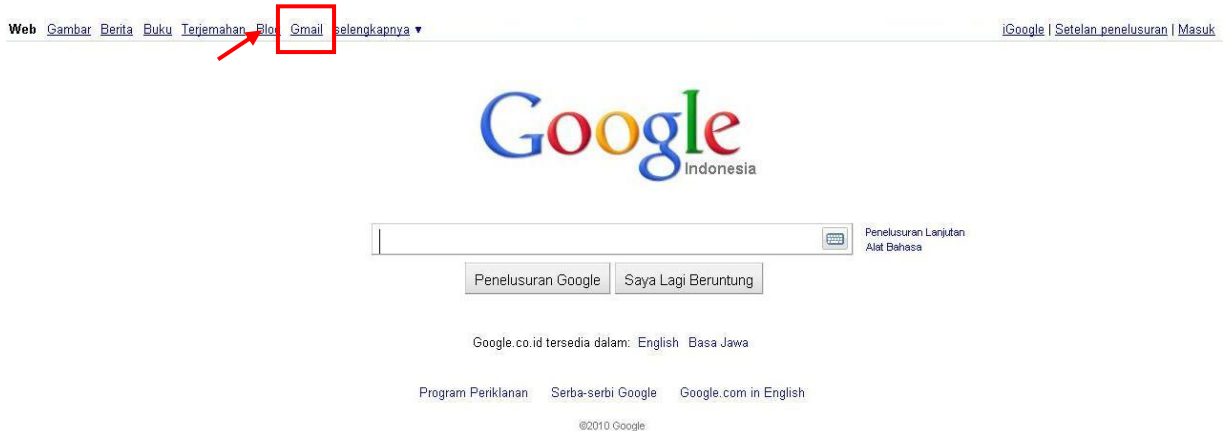 Web Gambar Berita Buku Terjemahan Blog Gmail selengkapnya ▼ iGoogle | Setelan penelusuran | Masuk
Google
Indonesia
Penelusuran Lanjutan
Alat Bahasa
Penelusuran Google Saya Lagi Beruntung
Google.co.id tersedia dalam: English Basa Jawa
Program Periklanan Serba-serbi Google Google.com in English
©2010 Google